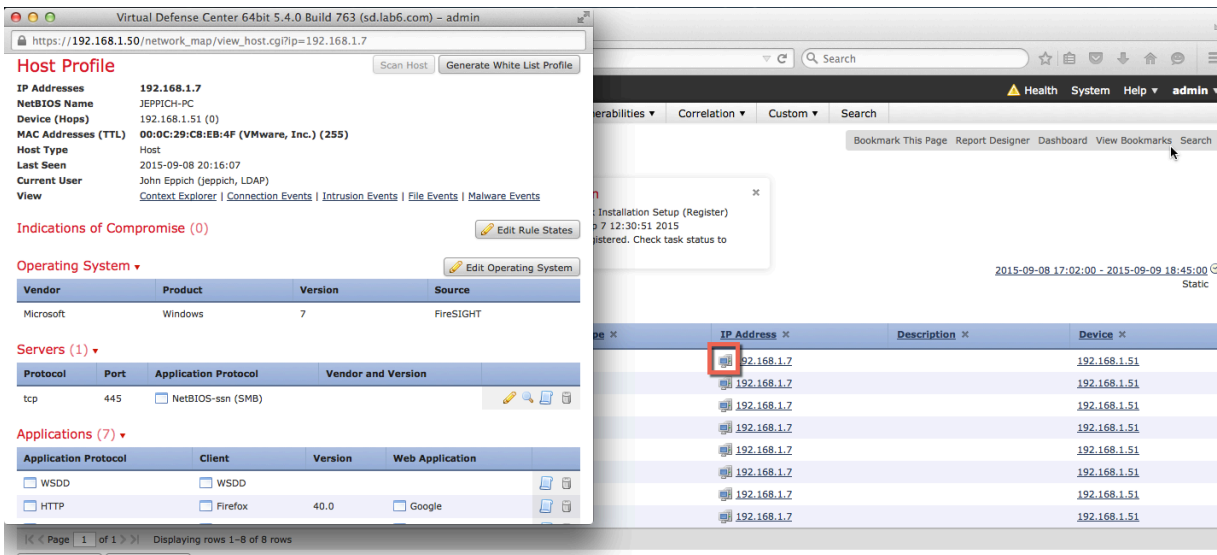 Virtual Defense Center 64bit 5.4.0 Build 763 (sd.lab6.com) – admin
https://192.168.1.50/network_map/view_host.cgi?ip=192.168.1.7
Host Profile
Scan Host Generate White List Profile
IP Addresses 192.168.1.7
NetBIOS Name JEPPICH-PC
Device (Hops) 192.168.1.51 (0)
MAC Addresses (TTL) 00:0C:29:C8:EB:4F (VMware, Inc.) (255)
Host Type Host
Last Seen 2015-09-08 20:16:07
Current User John Eppich (jeppich, LDAP)
View Context Explorer | Connection Events | Intrusion Events | File Events | Malware Events
Indications of Compromise (0)
Edit Rule States
Operating System
Edit Operating System
Vendor Product Version Source
Microsoft Windows 7 FireSIGHT
Servers (1)
Protocol Port Application Protocol Vendor and Version
tcp 445 NetBIOS-ssn (SMB)
Applications (7)
Application Protocol Client Version Web Application
WSDD WSDD
HTTP Firefox 40.0 Google
Search
Health System Help admin
erabilities Correlation Custom Search
Bookmark This Page Report Designer Dashboard View Bookmarks Search
n
: Installation Setup (Register)
p 7 12:30:51 2015
gistered. Check task status to
2015-09-08 17:02:00 - 2015-09-09 18:45:00
Static
pe IP Address Description Device
192.168.1.7 192.168.1.51
192.168.1.7 192.168.1.51
192.168.1.7 192.168.1.51
192.168.1.7 192.168.1.51
192.168.1.7 192.168.1.51
192.168.1.7 192.168.1.51
192.168.1.7 192.168.1.51
192.168.1.7 192.168.1.51
Page 1 of 1 Displaying rows 1–8 of 8 rows